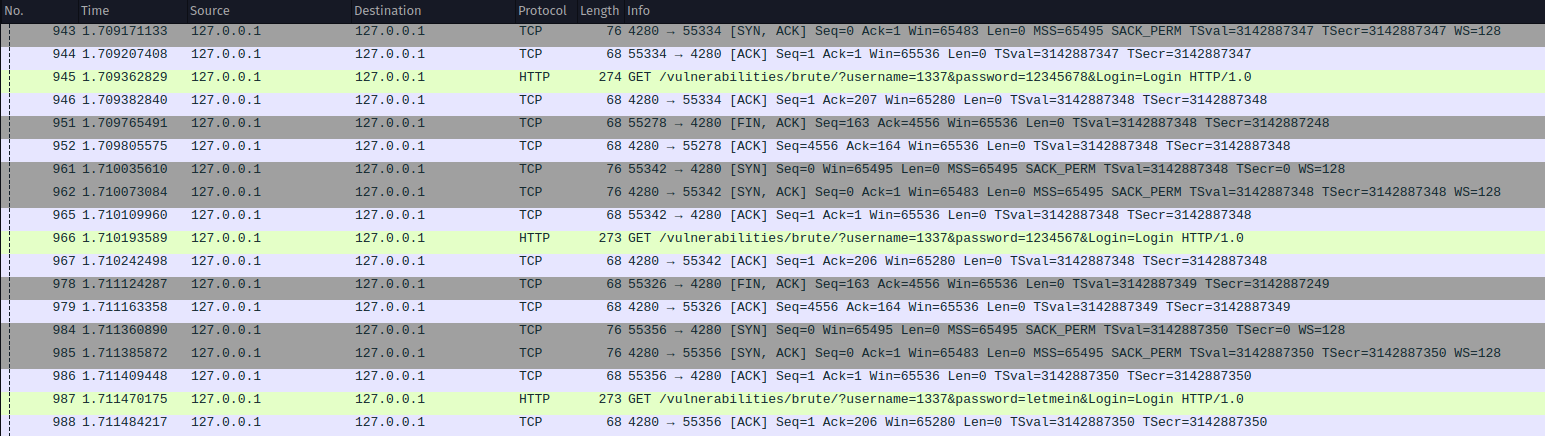 No. Time Source Destination Protocol Length Info
943 1.709171133 127.0.0.1 127.0.0.1 TCP 76 4280 → 55334 [SYN, ACK] Seq=0 Ack=1 Win=65483 Len=0 MSS=65495 SACK_PERM TSval=3142887347 TSecr=3142887347 WS=128
944 1.709207408 127.0.0.1 127.0.0.1 TCP 68 55334 → 4280 [ACK] Seq=1 Ack=1 Win=65536 Len=0 TSval=3142887347 TSecr=3142887347
945 1.709362829 127.0.0.1 127.0.0.1 HTTP 274 GET /vulnerabilities/brute/?username=1337&password=12345678&Login=Login HTTP/1.0
946 1.709382840 127.0.0.1 127.0.0.1 TCP 68 4280 → 55334 [ACK] Seq=1 Ack=207 Win=65280 Len=0 TSval=3142887348 TSecr=3142887348
951 1.709765491 127.0.0.1 127.0.0.1 TCP 68 55278 → 4280 [FIN, ACK] Seq=163 Ack=4556 Win=65536 Len=0 TSval=3142887348 TSecr=3142887248
952 1.709805575 127.0.0.1 127.0.0.1 TCP 68 4280 → 55278 [ACK] Seq=4556 Ack=164 Win=65536 Len=0 TSval=3142887348 TSecr=3142887348
961 1.710035610 127.0.0.1 127.0.0.1 TCP 76 55342 → 4280 [SYN] Seq=0 Win=65495 Len=0 MSS=65495 SACK_PERM TSval=3142887348 TSecr=0 WS=128
962 1.710073084 127.0.0.1 127.0.0.1 TCP 76 4280 → 55342 [SYN, ACK] Seq=0 Ack=1 Win=65483 Len=0 MSS=65495 SACK_PERM TSval=3142887348 TSecr=3142887348 WS=128
965 1.710109960 127.0.0.1 127.0.0.1 TCP 68 55342 → 4280 [ACK] Seq=1 Ack=1 Win=65536 Len=0 TSval=3142887348 TSecr=3142887348
966 1.710193589 127.0.0.1 127.0.0.1 HTTP 273 GET /vulnerabilities/brute/?username=1337&password=1234567&Login=Login HTTP/1.0
967 1.710242498 127.0.0.1 127.0.0.1 TCP 68 4280 → 55342 [ACK] Seq=1 Ack=206 Win=65280 Len=0 TSval=3142887348 TSecr=3142887348
978 1.711124287 127.0.0.1 127.0.0.1 TCP 68 55326 → 4280 [FIN, ACK] Seq=163 Ack=4556 Win=65536 Len=0 TSval=3142887349 TSecr=3142887249
979 1.711163358 127.0.0.1 127.0.0.1 TCP 68 4280 → 55326 [ACK] Seq=4556 Ack=164 Win=65536 Len=0 TSval=3142887349 TSecr=3142887349
984 1.711360890 127.0.0.1 127.0.0.1 TCP 76 55356 → 4280 [SYN] Seq=0 Win=65495 Len=0 MSS=65495 SACK_PERM TSval=3142887350 TSecr=0 WS=128
985 1.711385872 127.0.0.1 127.0.0.1 TCP 76 4280 → 55356 [SYN, ACK] Seq=0 Ack=1 Win=65483 Len=0 MSS=65495 SACK_PERM TSval=3142887350 TSecr=3142887350 WS=128
986 1.711409448 127.0.0.1 127.0.0.1 TCP 68 55356 → 4280 [ACK] Seq=1 Ack=1 Win=65536 Len=0 TSval=3142887350 TSecr=3142887350
987 1.711470175 127.0.0.1 127.0.0.1 HTTP 273 GET /vulnerabilities/brute/?username=1337&password=letmein&Login=Login HTTP/1.0
988 1.711484217 127.0.0.1 127.0.0.1 TCP 68 4280 → 55356 [ACK] Seq=1 Ack=206 Win=65280 Len=0 TSval=3142887350 TSecr=3142887350